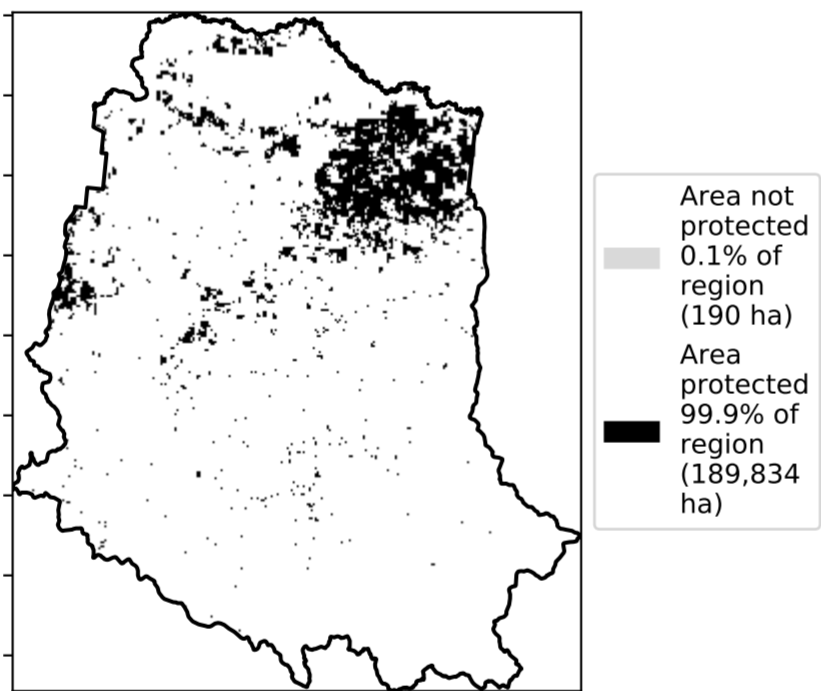 Area not
protected
0.1% of
region
(190 ha)
Area
protected
99.9% of
region
(189,834
ha)